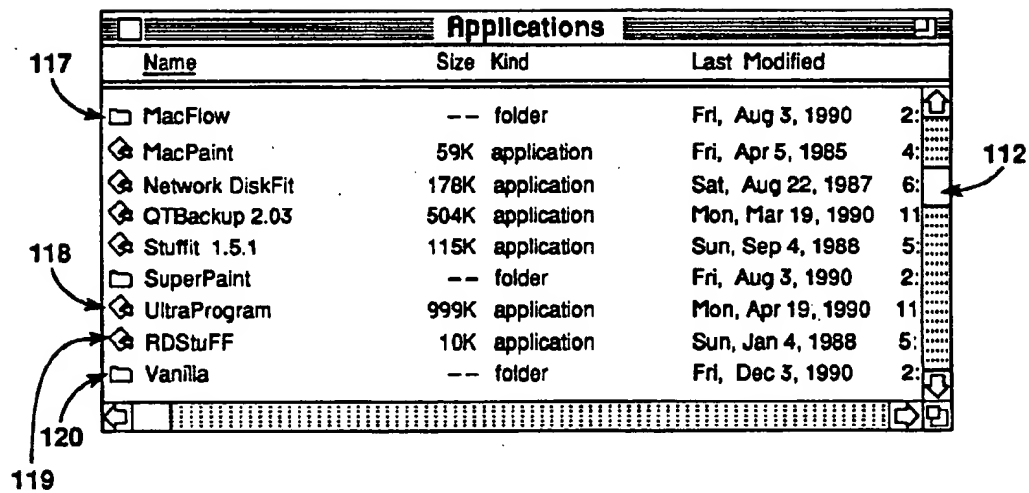 Applications
Name Size Kind Last Modified
117
MacFlow -- folder Fri, Aug 3, 1990 2:
MacPaint 59K application Fri, Apr 5, 1985 4:
112
Network DiskFit 178K application Sat, Aug 22, 1987 6:
QTBackup 2.03 504K application Mon, Mar 19, 1990 11
Stuffit 1.5.1 115K application Sun, Sep 4, 1988 5:
118
SuperPaint -- folder Fri, Aug 3, 1990 2:
UltraProgram 999K application Mon, Apr 19, 1990 11
RDStuFF 10K application Sun, Jan 4, 1988 5:
Vanilla -- folder Fri, Dec 3, 1990 2:
120
119